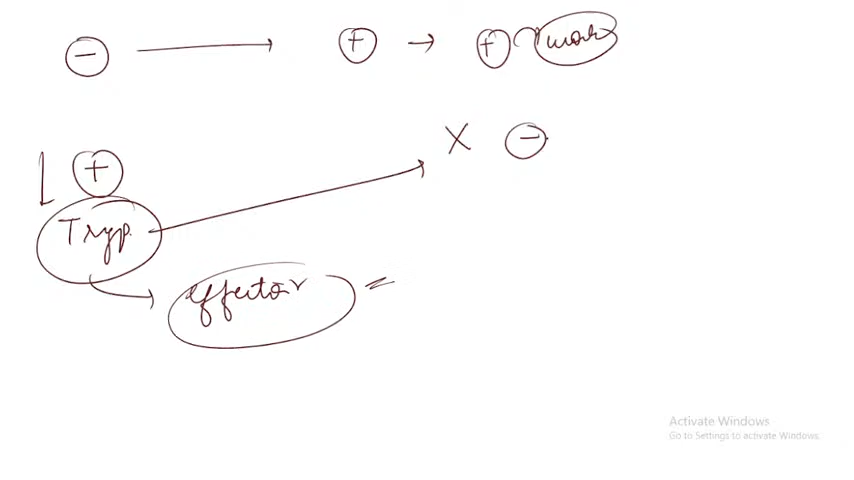 ⊖ ⟶ ⊕ → ⊕ work
X ⊖
⊕
Tryp.
effector =
Activate Windows
Go to Settings to activate Windows.